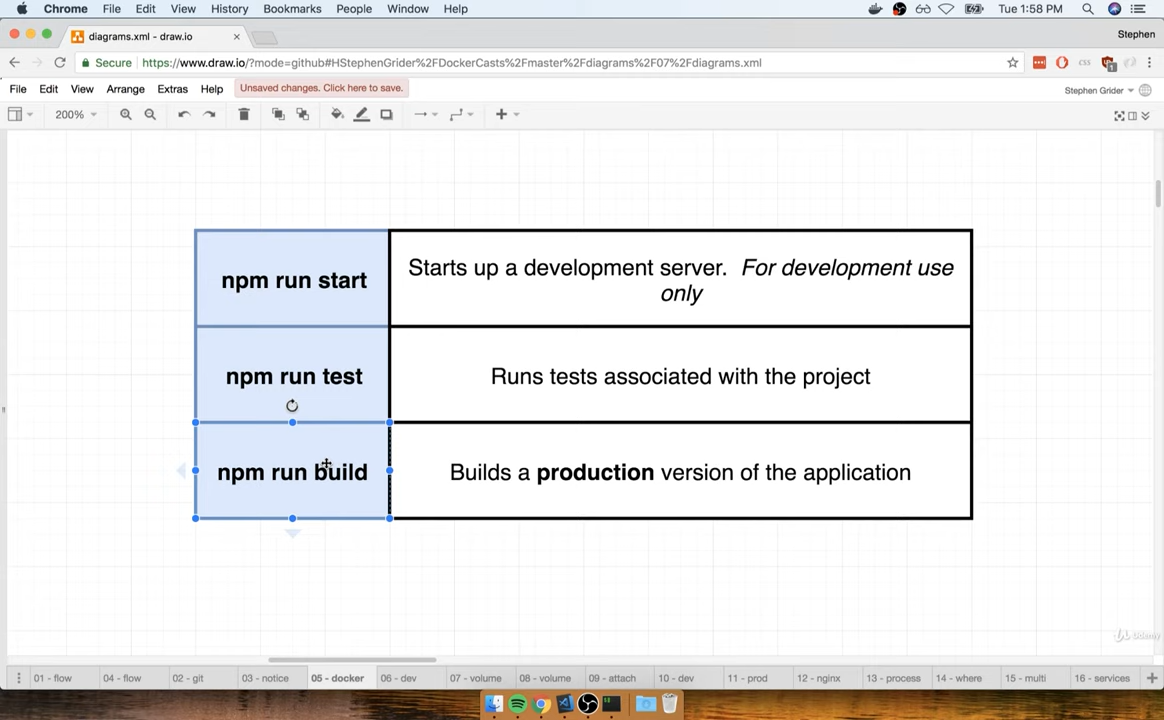 Chrome File Edit View History Bookmarks People Window Help Tue 1:58 PM
diagrams.xml - draw.io Stephen
Secure https://www.draw.io/?mode=github#HStephenGrider%2FDockerCasts%2Fmaster%2Fdiagrams%2F07%2Fdiagrams.xml css 1
File Edit View Arrange Extras Help Unsaved changes. Click here to save. Stephen Grider
200%
npm run start
Starts up a development server. For development use
only
npm run test
Runs tests associated with the project
npm run build
Builds a production version of the application
Udemy
01 - flow 04 - flow 02 - git 03 - notice 05 - docker 06 - dev 07 - volume 08 - volume 09 - attach 10 - dev 11 - prod 12 - nginx 13 - process 14 - where 15 - multi 16 - services